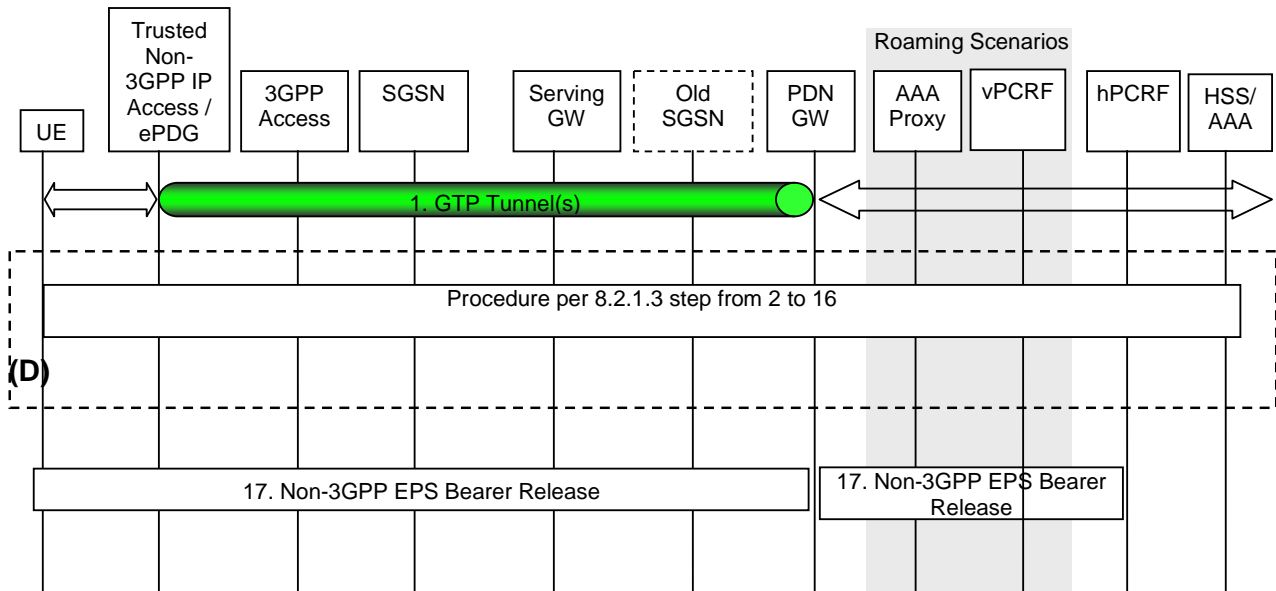 Roaming Scenarios
Trusted
Non-
3GPP IP
Access /
ePDG
UE
3GPP
Access
SGSN
Serving
GW
Old
SGSN
PDN
GW
AAA
Proxy
vPCRF
hPCRF
HSS/
AAA
1. GTP Tunnel(s)
Procedure per 8.2.1.3 step from 2 to 16
(D)
17. Non-3GPP EPS Bearer Release
17. Non-3GPP EPS Bearer
Release